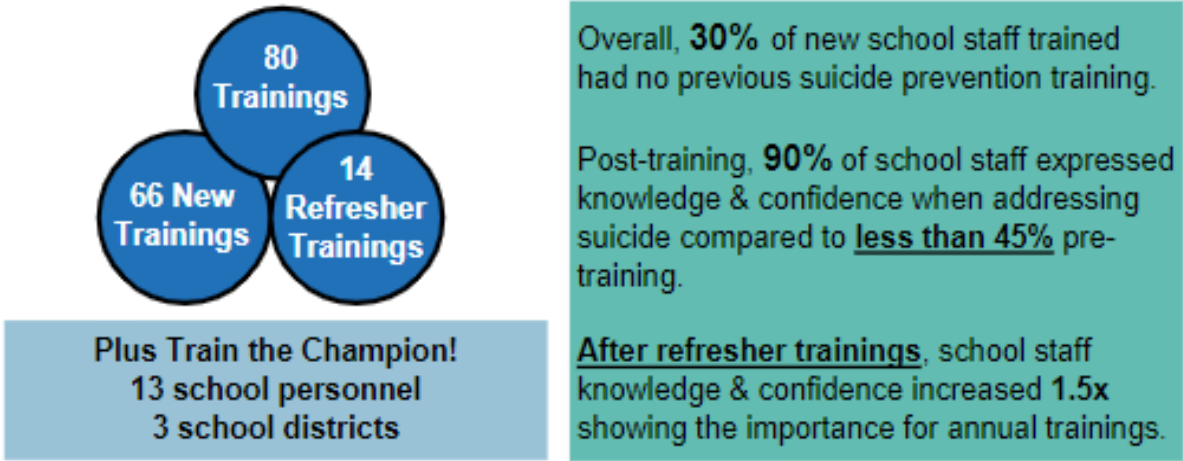 80
Trainings
66 New
Trainings
14
Refresher
Trainings
Plus Train the Champion!
13 school personnel
3 school districts
Overall, 30% of new school staff trained
had no previous suicide prevention training.
Post-training, 90% of school staff expressed
knowledge & confidence when addressing
suicide compared to less than 45% pre-
training.
After refresher trainings, school staff
knowledge & confidence increased 1.5x
showing the importance for annual trainings.